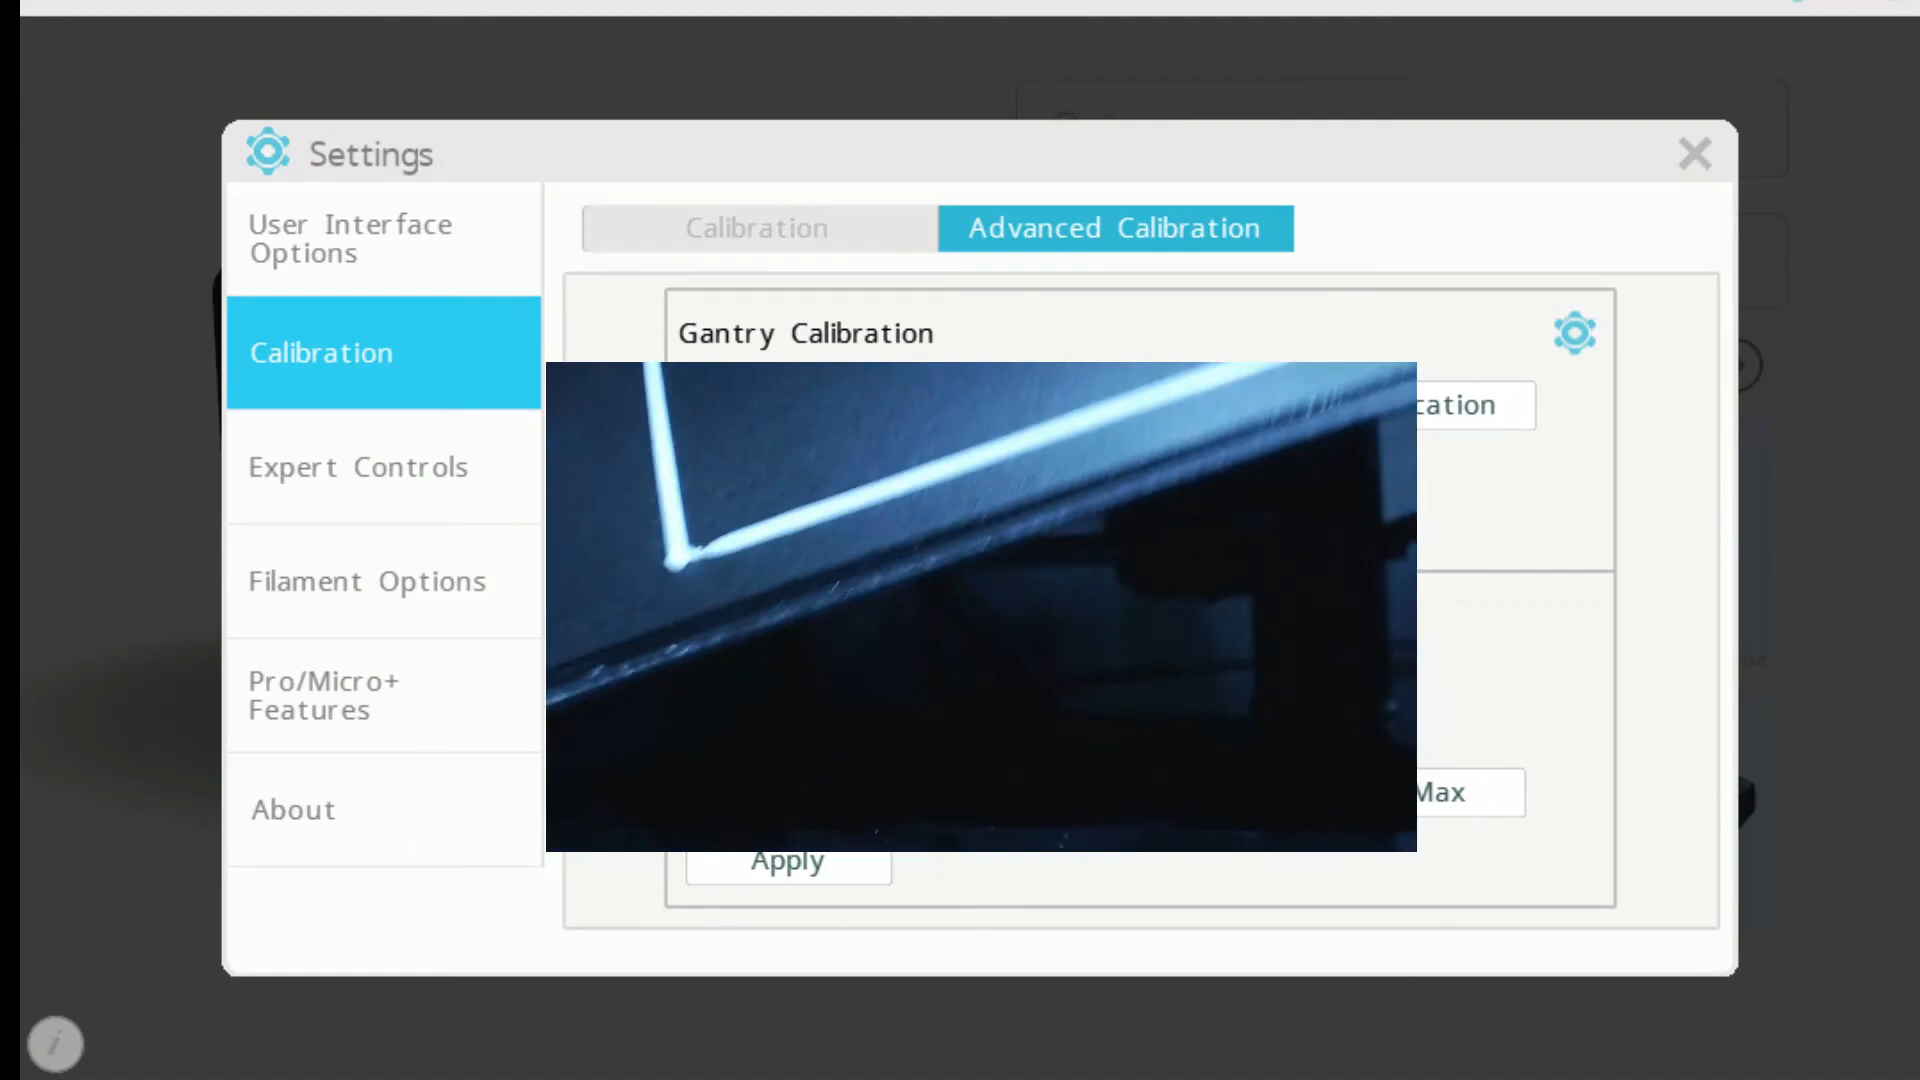 Settings
User Interface
Options
Calibration
Expert Controls
Filament Options
Pro/Micro+
Features
About
Calibration
Advanced Calibration
Gantry Calibration
Max
Apply
i